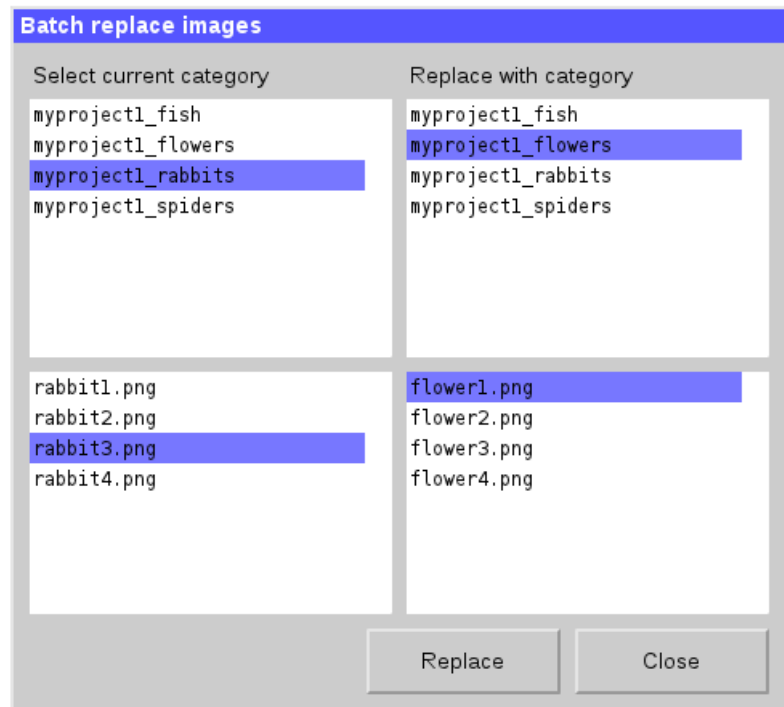 Batch replace images
Select current category
myproject1_fish
myproject1_flowers
myproject1_rabbits
myproject1_spiders
Replace with category
myproject1_fish
myproject1_flowers
myproject1_rabbits
myproject1_spiders
rabbit1.png
rabbit2.png
rabbit3.png
rabbit4.png
flower1.png
flower2.png
flower3.png
flower4.png
Replace
Close